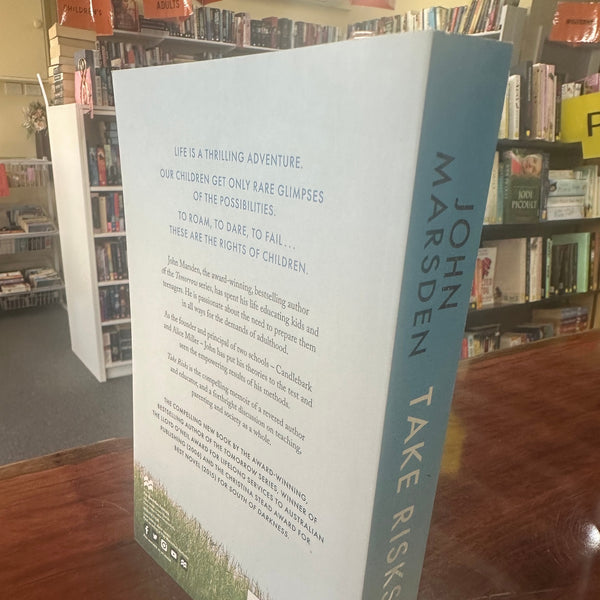 CHILDREN'S
ADULTS
LIFE IS A THRILLING ADVENTURE.
OUR CHILDREN GET ONLY RARE GLIMPSES
OF THE POSSIBILITIES.
TO ROAM, TO DARE, TO FAIL...
THESE ARE THE RIGHTS OF CHILDREN.
John Marsden, the award-winning, bestselling author
of the Tomorrow series, has spent his life educating kids and
teenagers. He is passionate about the need to prepare them
in all ways for the demands of adulthood.
As the founder and principal of two schools – Candlebark
and Alice Miller – John has put his theories to the test and
seen the empowering results of his methods.
Take Risks is the compelling memoir of a revered author
and educator, and a forthright discussion on teaching,
parenting and society as a whole.
THE COMPELLING NEW BOOK BY THE AWARD-WINNING,
BESTSELLING AUTHOR OF THE TOMORROW SERIES. WINNER OF
THE LLOYD O'NEIL AWARD FOR LIFELONG SERVICES TO AUSTRALIAN
PUBLISHING (2006) AND THE CHRISTINA STEAD AWARD FOR
BEST NOVEL (2015) FOR SOUTH OF DARKNESS.
JOHN
MARSDEN
TAKE RISKS
JODI
PICOULT